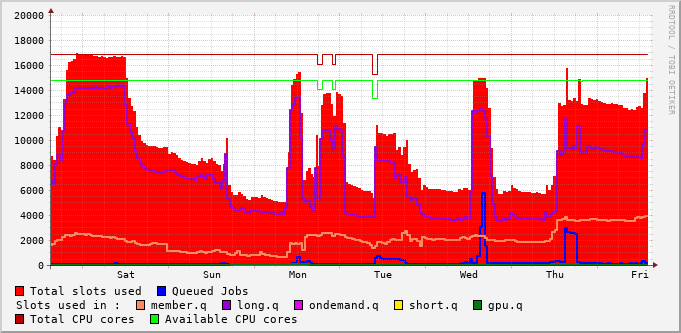 20000
18000
16000
14000
12000
10000
8000
6000
4000
2000
0
Sat Sun Mon Tue Wed Thu Fri
RRDTOOL / TOBI OETIKER
Total slots used Queued Jobs
Slots used in : member.q long.q ondemand.q short.q gpu.q
Total CPU cores Available CPU cores